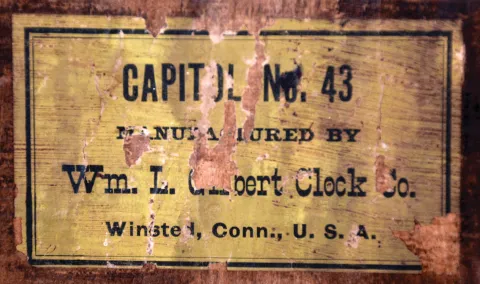 CAPITOL No. 43
MANUFACTURED BY
Wm. L. Gilbert Clock Co.
Winsted, Conn., U. S. A.